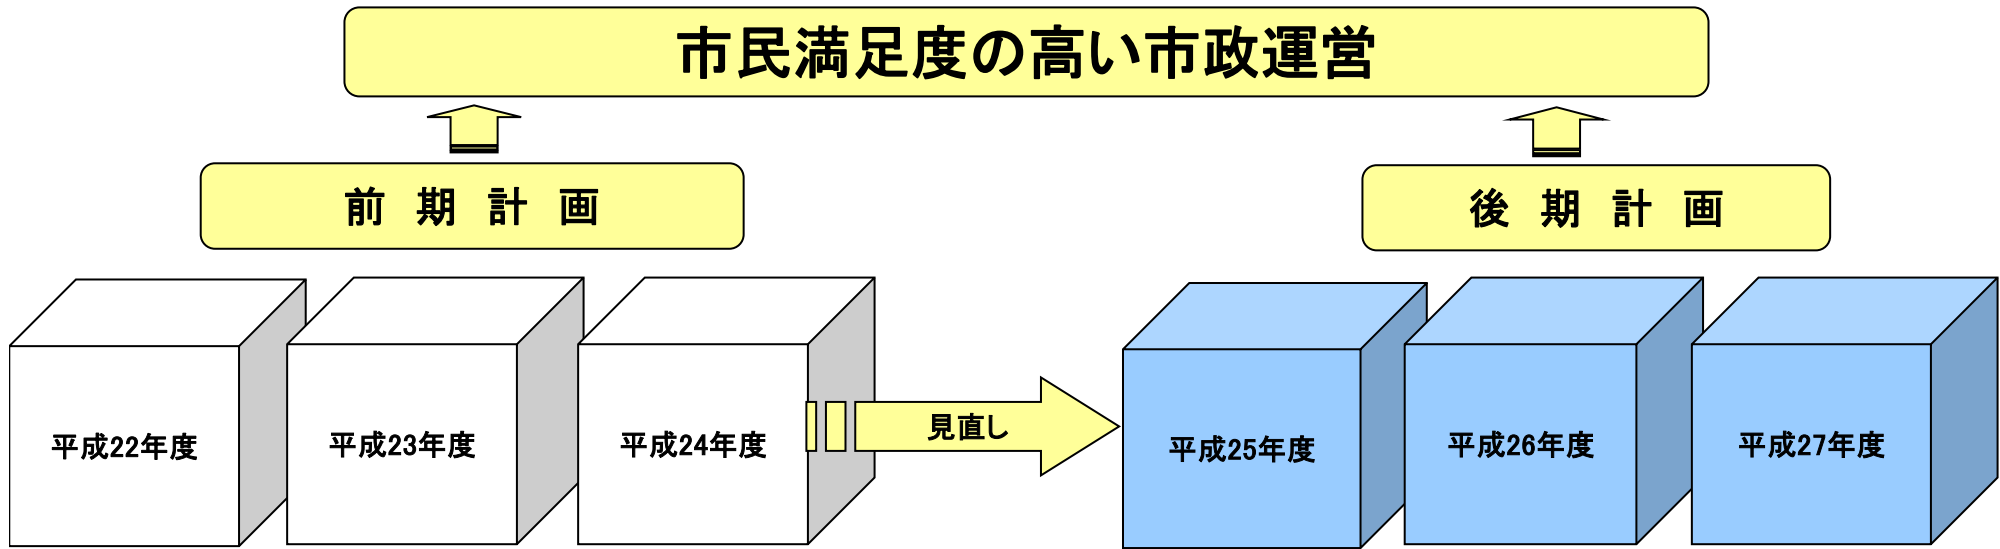 市民満足度の高い市政運営
前期計画
後期計画
平成22年度
平成23年度
平成24年度
見直し
平成25年度
平成26年度
平成27年度